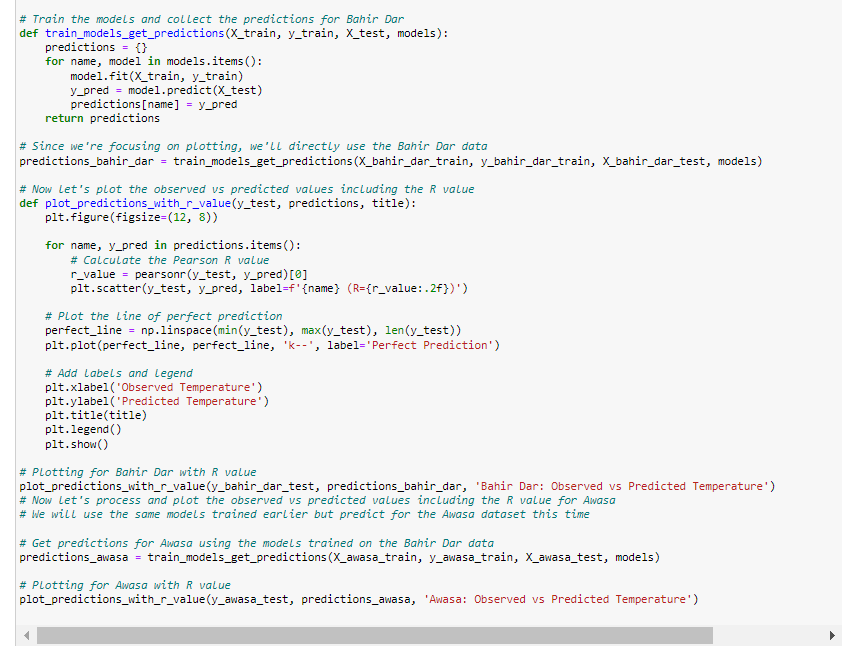 # Train the models and collect the predictions for Bahir Dar
def train_models_get_predictions(X_train, y_train, X_test, models):
    predictions = {}
    for name, model in models.items():
        model.fit(X_train, y_train)
        y_pred = model.predict(X_test)
        predictions[name] = y_pred
    return predictions

# Since we're focusing on plotting, we'll directly use the Bahir Dar data
predictions_bahir_dar = train_models_get_predictions(X_bahir_dar_train, y_bahir_dar_train, X_bahir_dar_test, models)

# Now let's plot the observed vs predicted values including the R value
def plot_predictions_with_r_value(y_test, predictions, title):
    plt.figure(figsize=(12, 8))

    for name, y_pred in predictions.items():
        # Calculate the Pearson R value
        r_value = pearsonr(y_test, y_pred)[0]
        plt.scatter(y_test, y_pred, label=f'{name} (R={r_value:.2f})')

    # Plot the line of perfect prediction
    perfect_line = np.linspace(min(y_test), max(y_test), len(y_test))
    plt.plot(perfect_line, perfect_line, 'k--', label='Perfect Prediction')

    # Add labels and legend
    plt.xlabel('Observed Temperature')
    plt.ylabel('Predicted Temperature')
    plt.title(title)
    plt.legend()
    plt.show()

# Plotting for Bahir Dar with R value
plot_predictions_with_r_value(y_bahir_dar_test, predictions_bahir_dar, 'Bahir Dar: Observed vs Predicted Temperature')
# Now let's process and plot the observed vs predicted values including the R value for Awasa
# We will use the same models trained earlier but predict for the Awasa dataset this time

# Get predictions for Awasa using the models trained on the Bahir Dar data
predictions_awasa = train_models_get_predictions(X_awasa_train, y_awasa_train, X_awasa_test, models)

# Plotting for Awasa with R value
plot_predictions_with_r_value(y_awasa_test, predictions_awasa, 'Awasa: Observed vs Predicted Temperature')